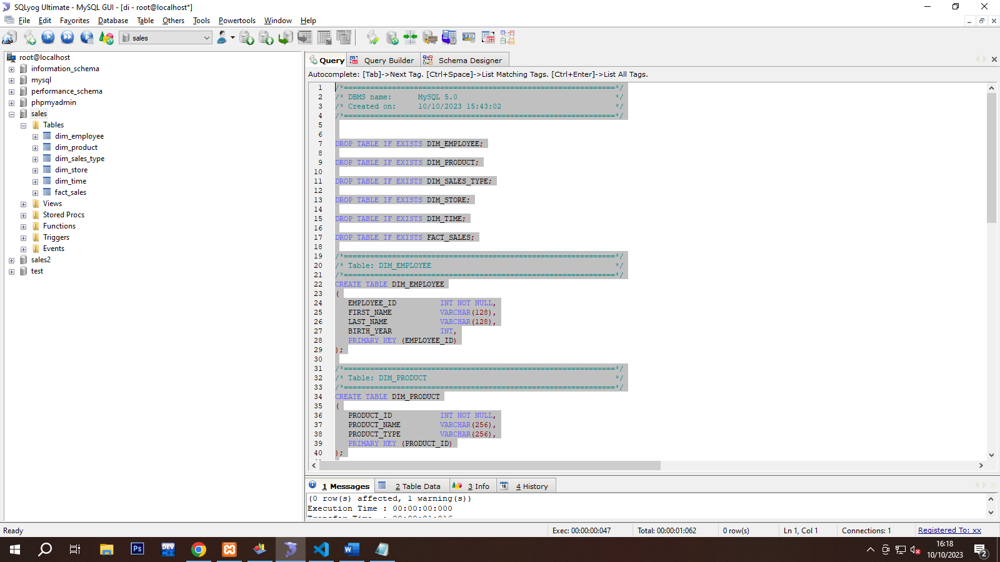 SQLyog Ultimate - MySQL GUI - [di - root@localhost*]
File Edit Favorites Database Table Others Tools Powertools Window Help
sales
root@localhost
information_schema
mysql
performance_schema
phpmyadmin
sales
Tables
dim_employee
dim_product
dim_sales_type
dim_store
dim_time
fact_sales
Views
Stored Procs
Functions
Triggers
Events
sales2
test
Query Query Builder Schema Designer
Autocomplete: [Tab]->Next Tag. [Ctrl+Space]->List Matching Tags. [Ctrl+Enter]->List All Tags.
1 /*==============================================================*/
2 /* DBMS name:      MySQL 5.0                                    */
3 /* Created on:     10/10/2023 15:43:02                          */
4 /*==============================================================*/
5
6
7 DROP TABLE IF EXISTS DIM_EMPLOYEE;
8
9 DROP TABLE IF EXISTS DIM_PRODUCT;
10
11 DROP TABLE IF EXISTS DIM_SALES_TYPE;
12
13 DROP TABLE IF EXISTS DIM_STORE;
14
15 DROP TABLE IF EXISTS DIM_TIME;
16
17 DROP TABLE IF EXISTS FACT_SALES;
18
19 /*==============================================================*/
20 /* Table: DIM_EMPLOYEE                                          */
21 /*==============================================================*/
22 CREATE TABLE DIM_EMPLOYEE
23 (
24    EMPLOYEE_ID          INT NOT NULL,
25    FIRST_NAME           VARCHAR(128),
26    LAST_NAME            VARCHAR(128),
27    BIRTH_YEAR           INT,
28    PRIMARY KEY (EMPLOYEE_ID)
29 );
30
31 /*==============================================================*/
32 /* Table: DIM_PRODUCT                                           */
33 /*==============================================================*/
34 CREATE TABLE DIM_PRODUCT
35 (
36    PRODUCT_ID           INT NOT NULL,
37    PRODUCT_NAME         VARCHAR(256),
38    PRODUCT_TYPE         VARCHAR(256),
39    PRIMARY KEY (PRODUCT_ID)
40 );
1 Messages 2 Table Data 3 Info 4 History
(0 row(s) affected, 1 warning(s))
Execution Time : 00:00:00:000
Transfer Time  : 00:00:01:016
Ready Exec: 00:00:00:047 Total: 00:00:01:062 0 row(s) Ln 1, Col 1 Connections: 1 Registered To: xx
Ps DEV 16:18
10/10/2023 2